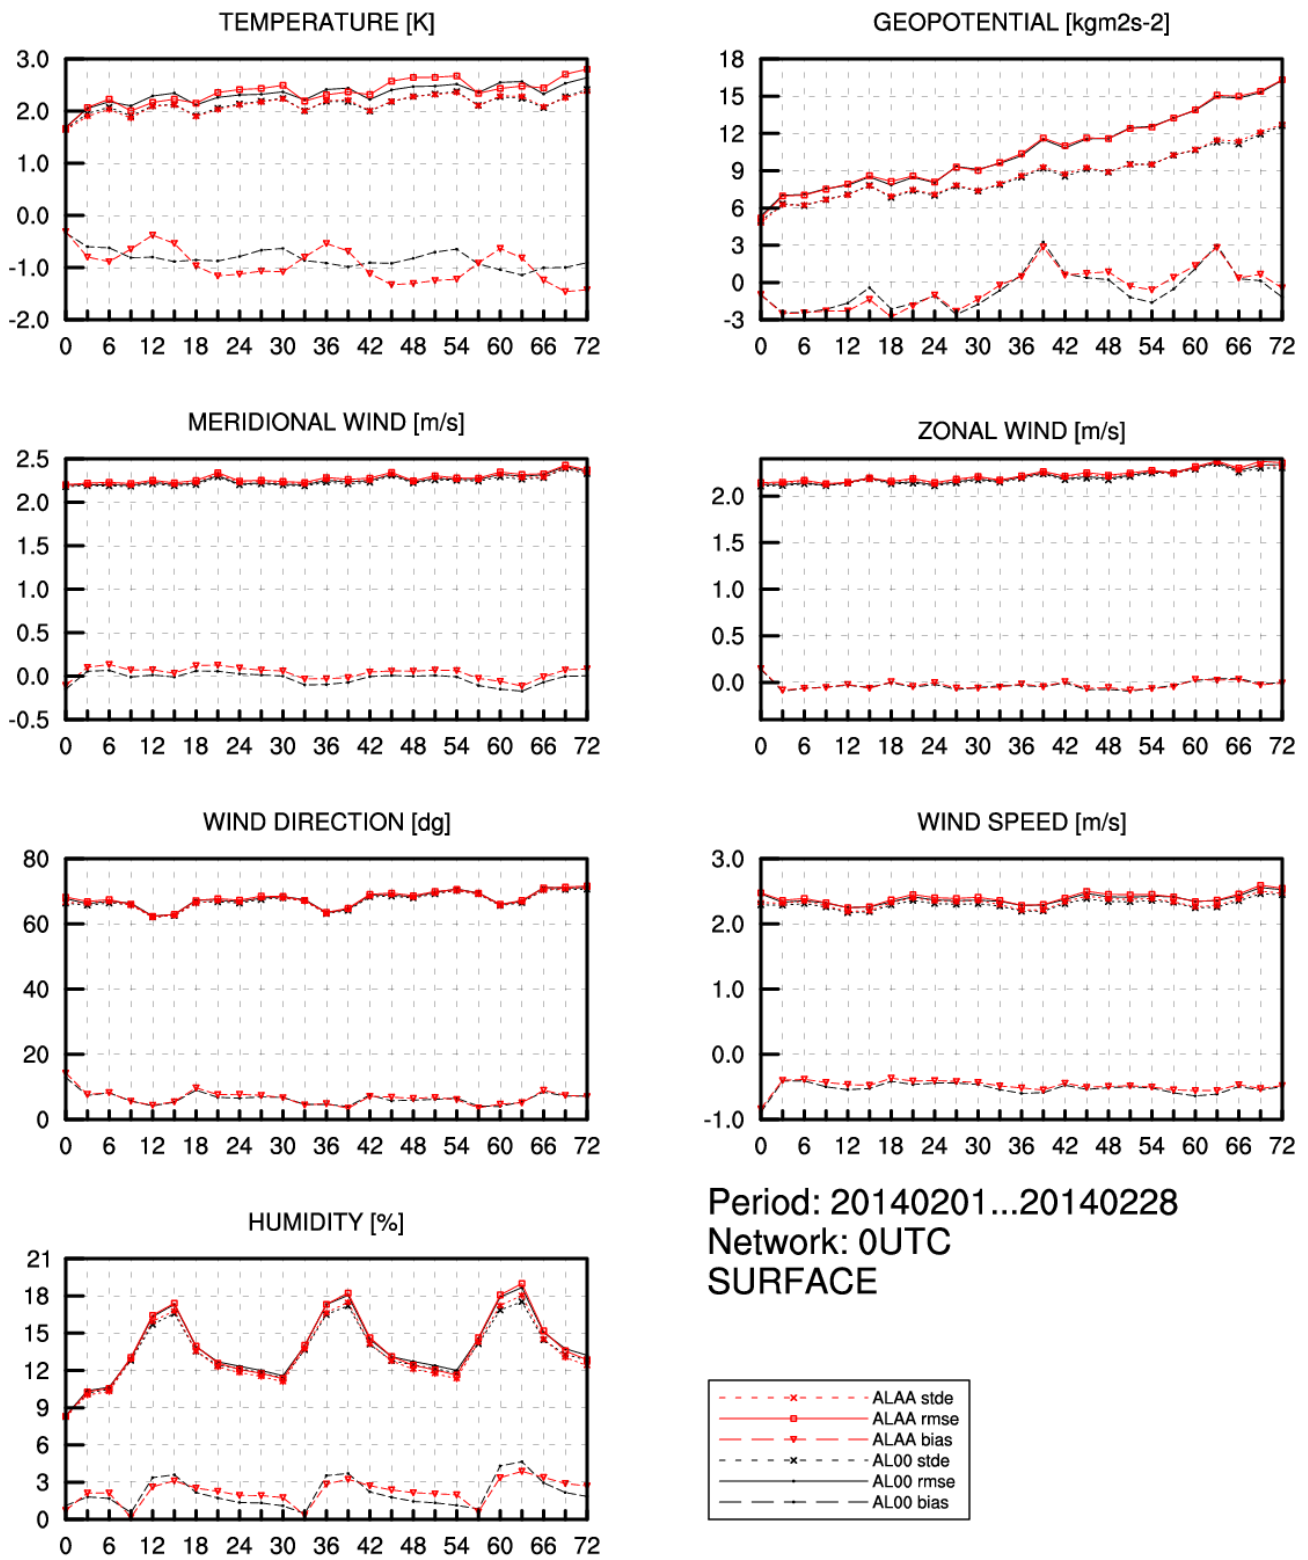 TEMPERATURE [K]
3.0
2.0
1.0
0.0
-1.0
-2.0
0 6 12 18 24 30 36 42 48 54 60 66 72
GEOPOTENTIAL [kgm2s-2]
18
15
12
9
6
3
0
-3
0 6 12 18 24 30 36 42 48 54 60 66 72
MERIDIONAL WIND [m/s]
2.5
2.0
1.5
1.0
0.5
0.0
-0.5
0 6 12 18 24 30 36 42 48 54 60 66 72
ZONAL WIND [m/s]
2.0
1.5
1.0
0.5
0.0
0 6 12 18 24 30 36 42 48 54 60 66 72
WIND DIRECTION [dg]
80
60
40
20
0
0 6 12 18 24 30 36 42 48 54 60 66 72
WIND SPEED [m/s]
3.0
2.0
1.0
0.0
-1.0
0 6 12 18 24 30 36 42 48 54 60 66 72
HUMIDITY [%]
21
18
15
12
9
6
3
0
0 6 12 18 24 30 36 42 48 54 60 66 72
Period: 20140201...20140228
Network: 0UTC
SURFACE
ALAA stde
ALAA rmse
ALAA bias
AL00 stde
AL00 rmse
AL00 bias